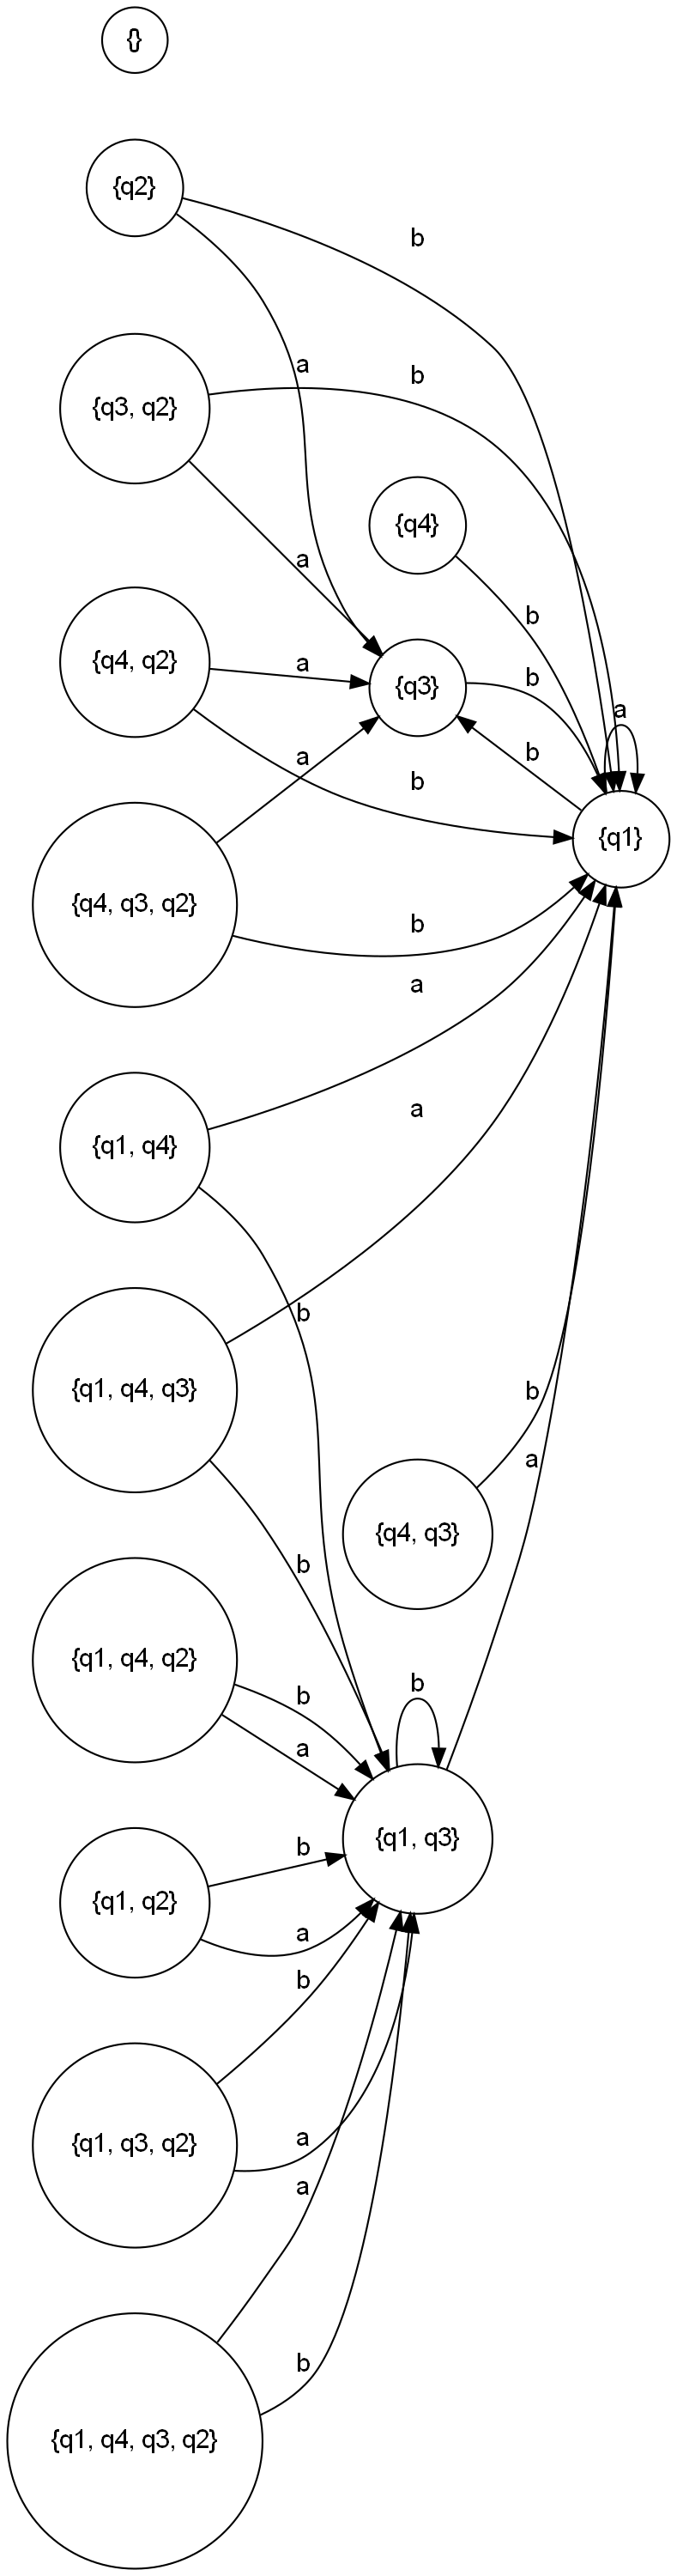 {}
{q2}
b
a
b
{q3, q2}
{q4}
a
b
{q4, q2}
a
{q3}
b
a
b
a
b
{q1}
{q4, q3, q2}
b
a
a
{q1, q4}
b
{q1, q4, q3}
b
a
{q4, q3}
b
{q1, q4, q2}
b
b
a
{q1, q3}
b
{q1, q2}
a
b
{q1, q3, q2}
a
a
b
{q1, q4, q3, q2}